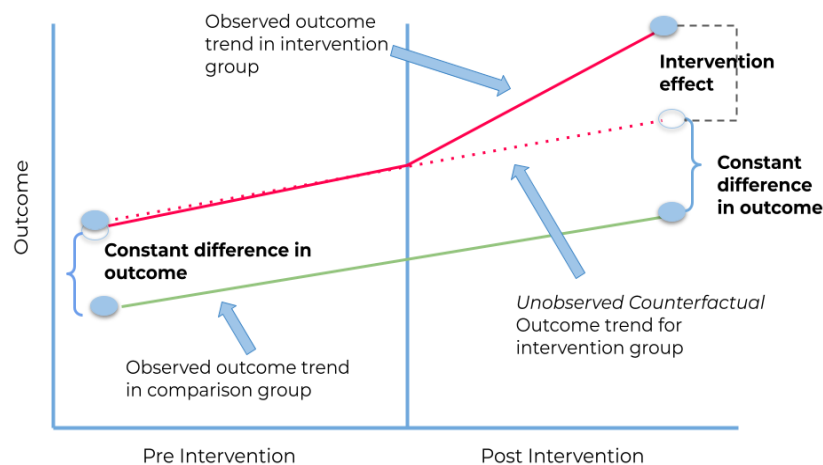 Observed outcome
trend in intervention
group
Intervention
effect
Outcome
Constant
difference
in outcome
Constant difference in
outcome
Unobserved Counterfactual
Outcome trend for
intervention group
Observed outcome trend
in comparison group
Pre Intervention
Post Intervention